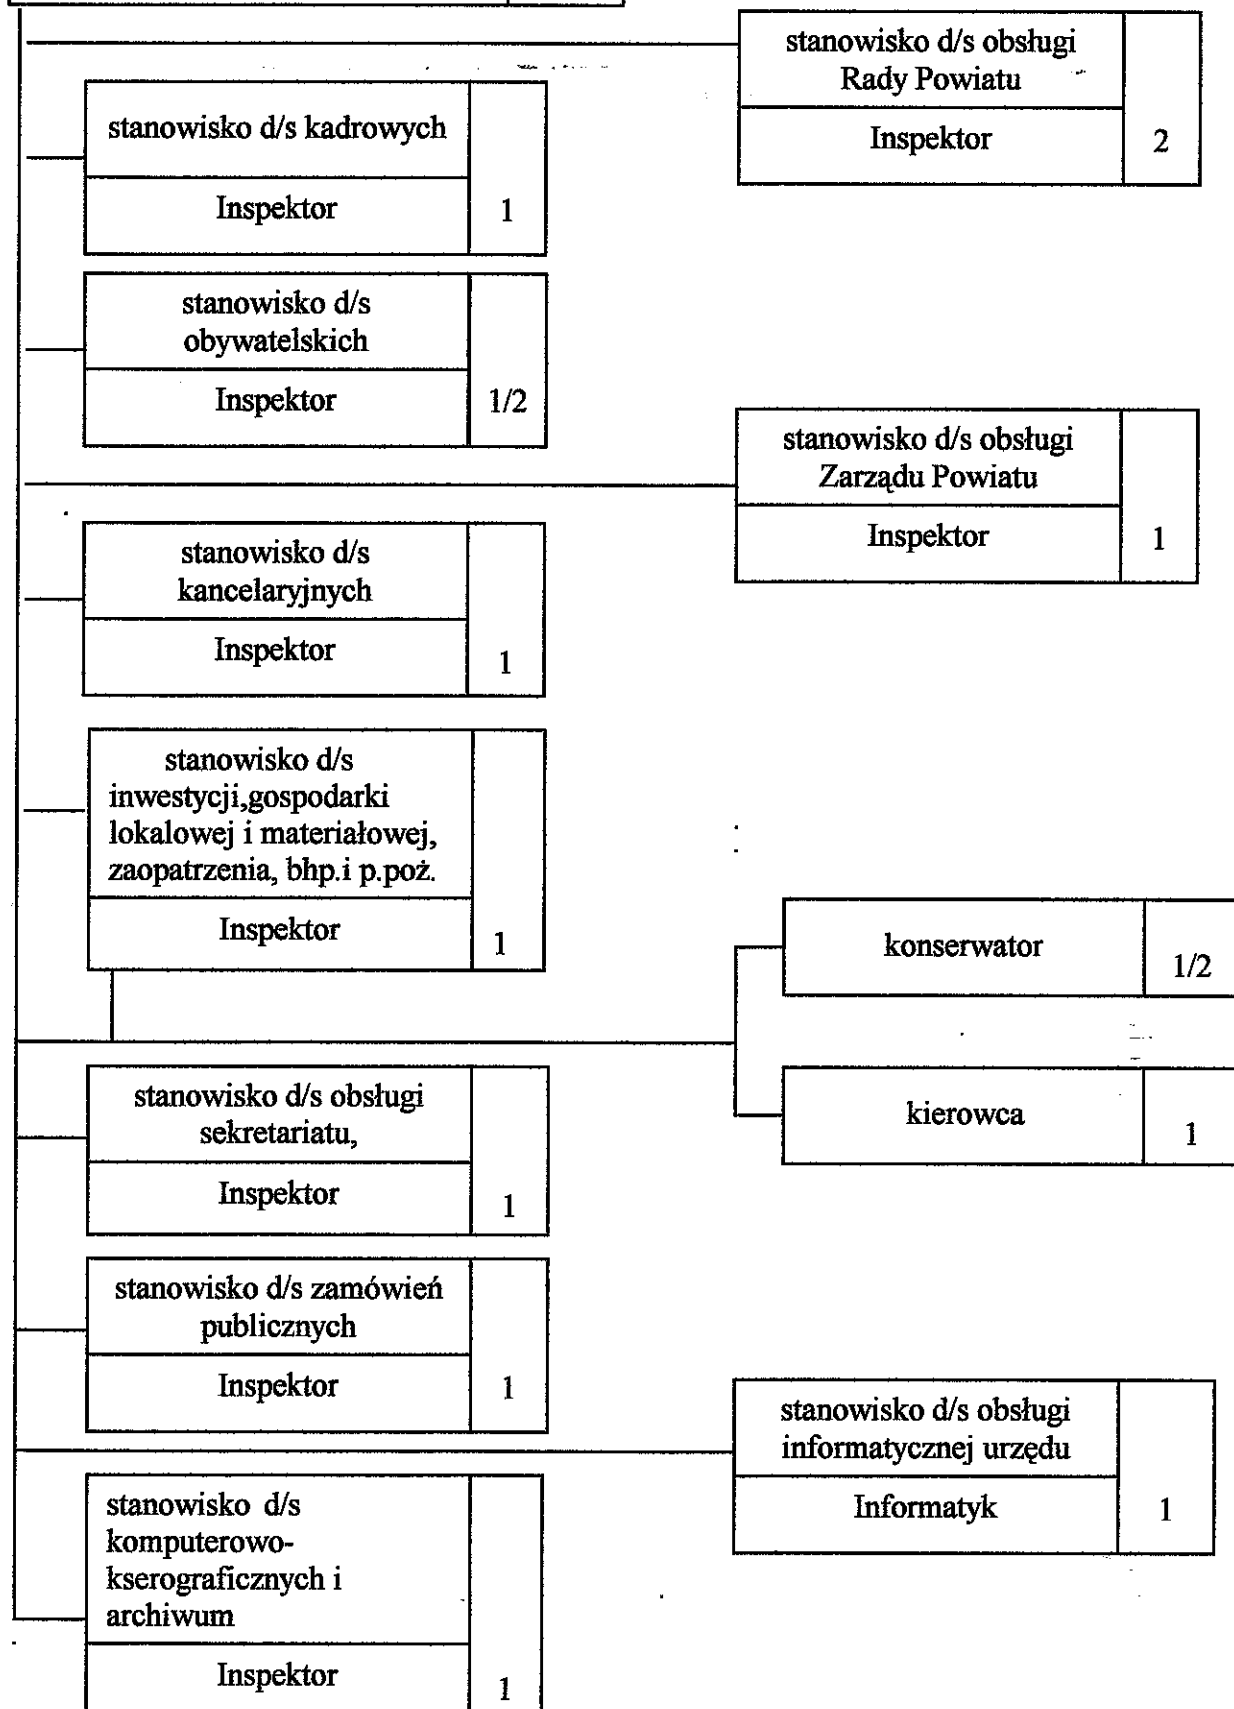 stanowisko d/s obsługi
Rady Powiatu
Inspektor
2
stanowisko d/s kadrowych
Inspektor
1
stanowisko d/s
obywatelskich
Inspektor
1/2
stanowisko d/s obsługi
Zarządu Powiatu
Inspektor
1
stanowisko d/s
kancelaryjnych
Inspektor
1
stanowisko d/s
inwestycji,gospodarki
lokalowej i materiałowej,
zaopatrzenia, bhp.i p.poż.
Inspektor
1
konserwator
1/2
stanowisko d/s obsługi
sekretariatu,
Inspektor
1
kierowca
1
stanowisko d/s zamówień
publicznych
Inspektor
1
stanowisko d/s obsługi
informatycznej urzędu
Informatyk
1
stanowisko d/s
komputerowo-
kserograficznych i
archiwum
Inspektor
1